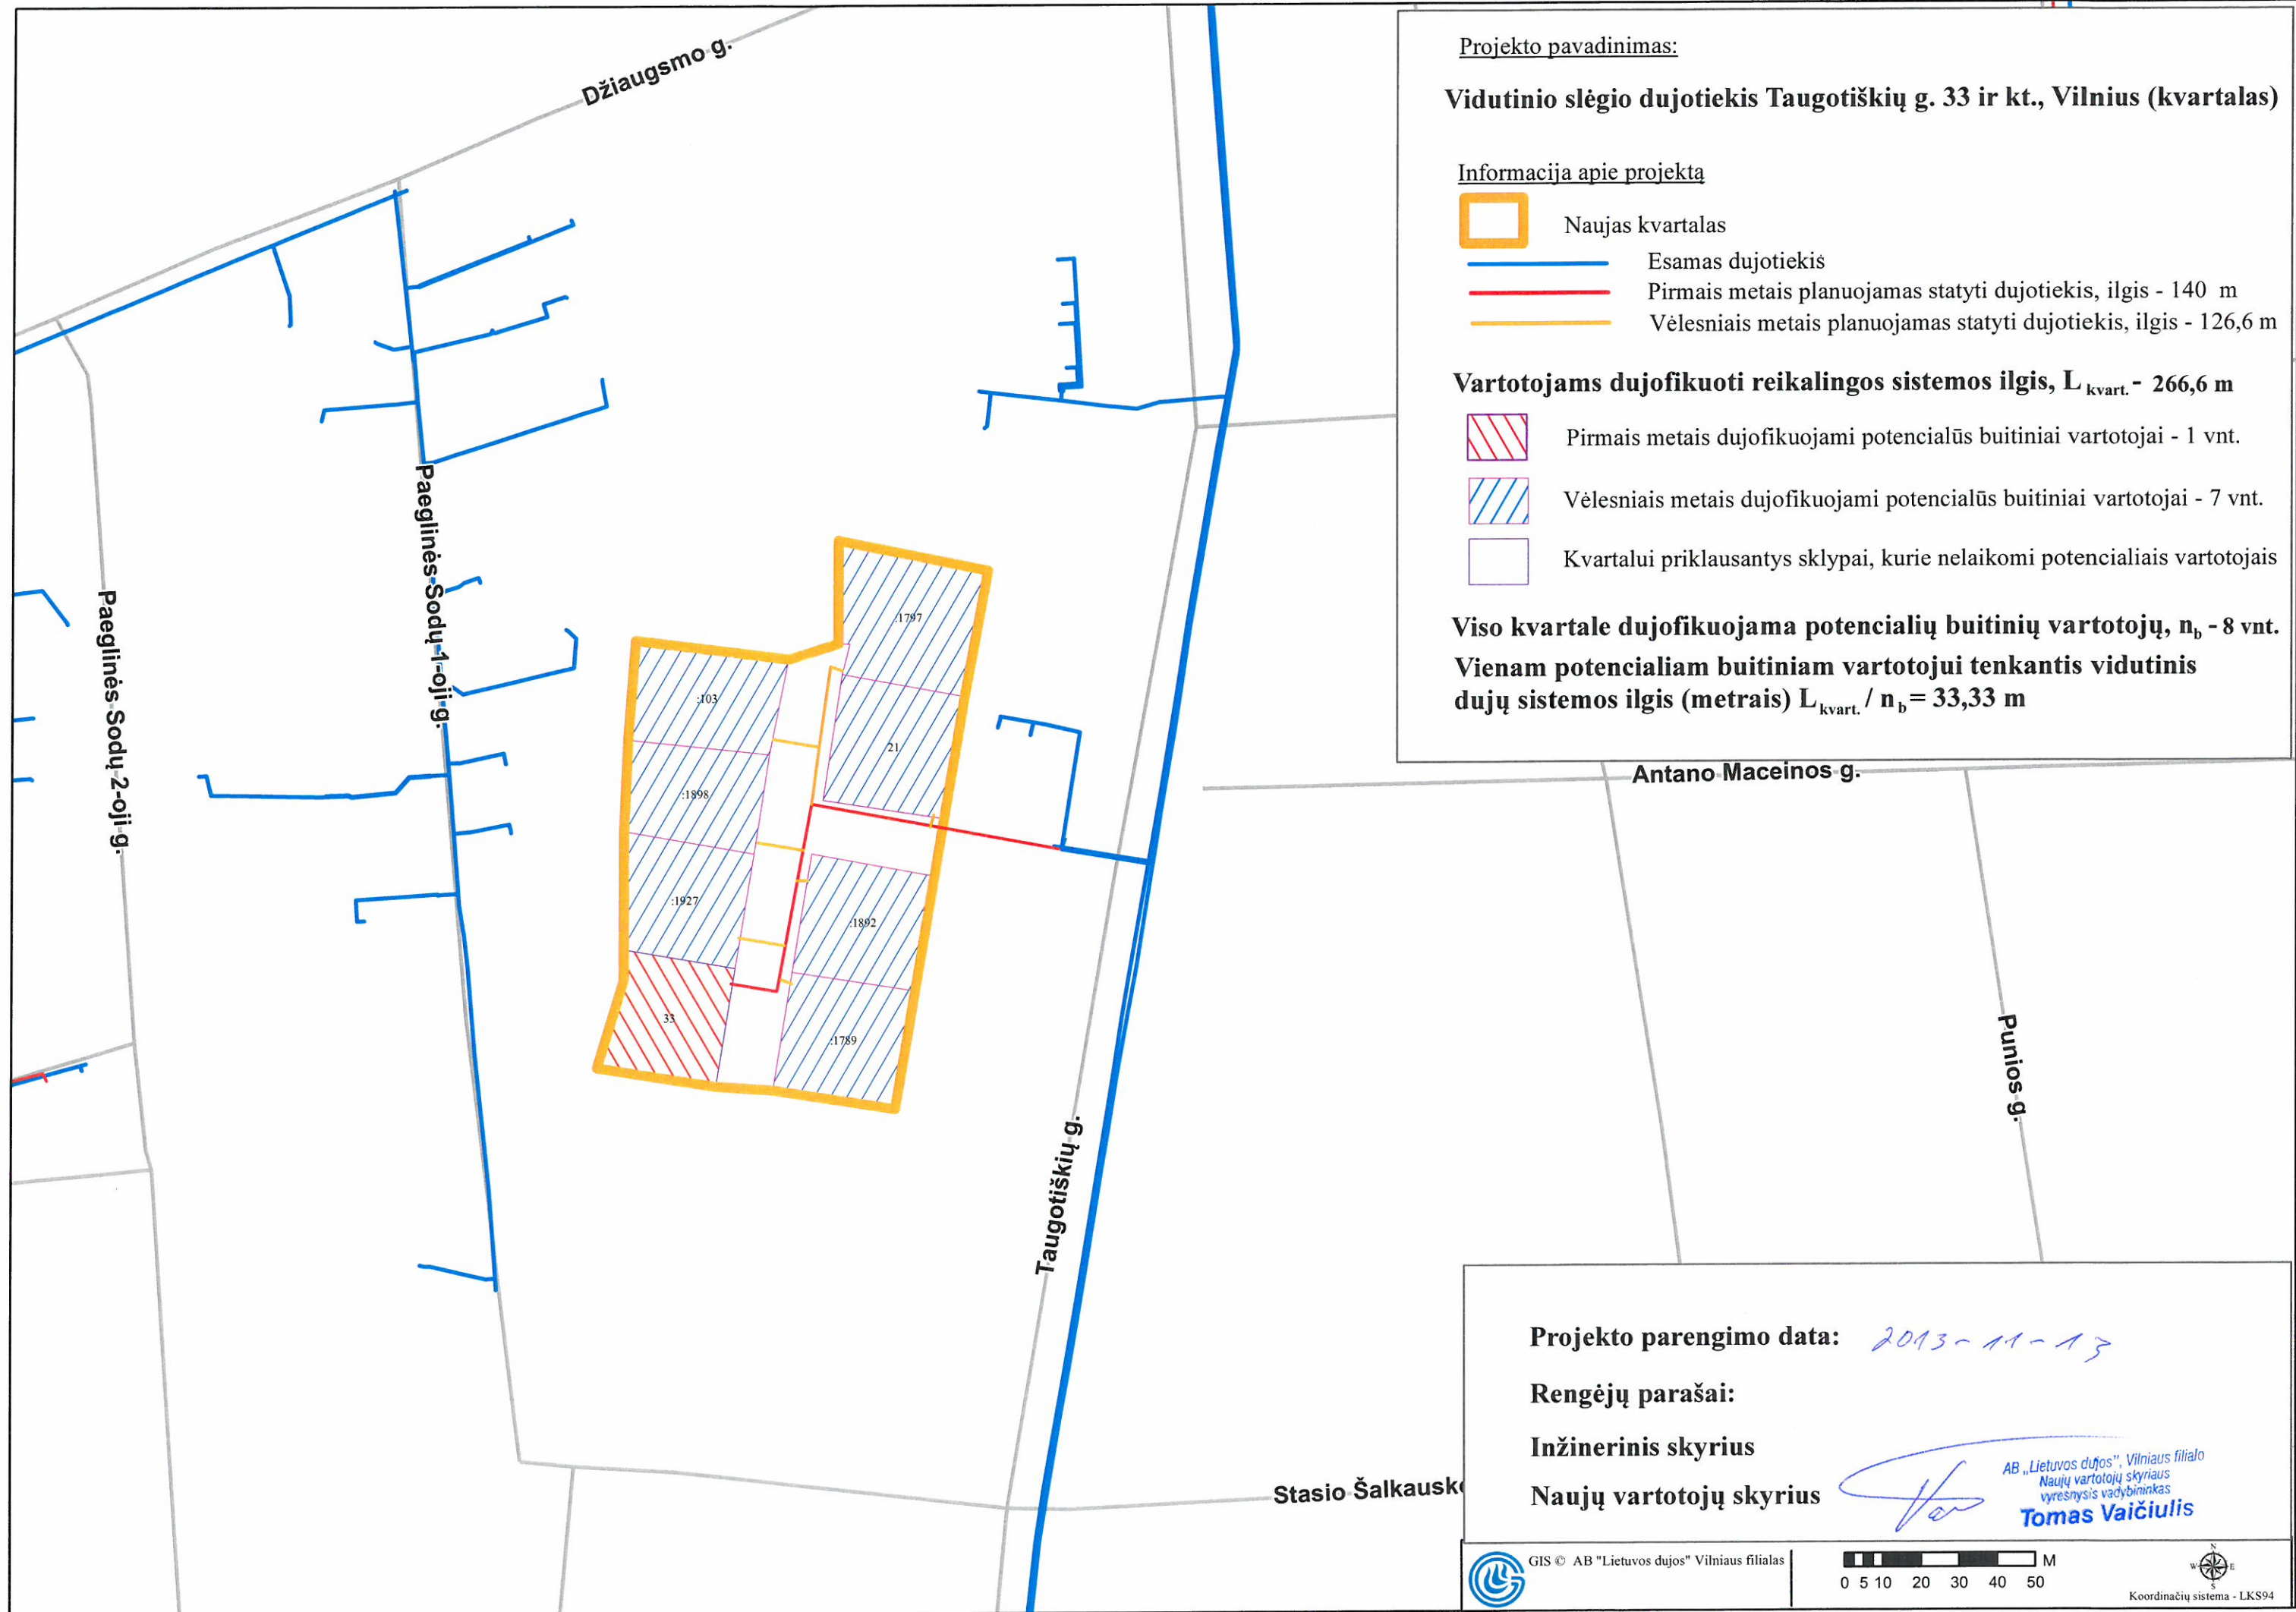 Džiaugsmo g.
Paeglinės Sodų 1-oji g.
Paeglinės Sodų 2-oji g.
:1797
:103
21
:1898
:1927
:1892
33
:1789
Taugotiškių g.
Antano Maceinos g.
Punios g.
Stasio Šalkausk
Projekto pavadinimas:
Vidutinio slėgio dujotiekis Taugotiškių g. 33 ir kt., Vilnius (kvartalas)
Informacija apie projektą
Naujas kvartalas
Esamas dujotiekis
Pirmais metais planuojamas statyti dujotiekis, ilgis - 140 m
Vėlesniais metais planuojamas statyti dujotiekis, ilgis - 126,6 m
Vartotojams dujofikuoti reikalingos sistemos ilgis, L kvart. - 266,6 m
Pirmais metais dujofikuojami potencialūs buitiniai vartotojai - 1 vnt.
Vėlesniais metais dujofikuojami potencialūs buitiniai vartotojai - 7 vnt.
Kvartalui priklausantys sklypai, kurie nelaikomi potencialiais vartotojais
Viso kvartale dujofikuojama potencialių buitinių vartotojų, nb - 8 vnt.
Vienam potencialiam buitiniam vartotojui tenkantis vidutinis
dujų sistemos ilgis (metrais) L kvart. / nb = 33,33 m
Projekto parengimo data: 2013-11-13
Rengėjų parašai:
Inžinerinis skyrius
Naujų vartotojų skyrius
AB „Lietuvos dujos", Vilniaus filialo
Naujų vartotojų skyriaus
vyresnysis vadybininkas
Tomas Vaičiulis
GIS © AB "Lietuvos dujos" Vilniaus filialas
M
0 5 10 20 30 40 50
N
W E
S
Koordinačių sistema - LKS94